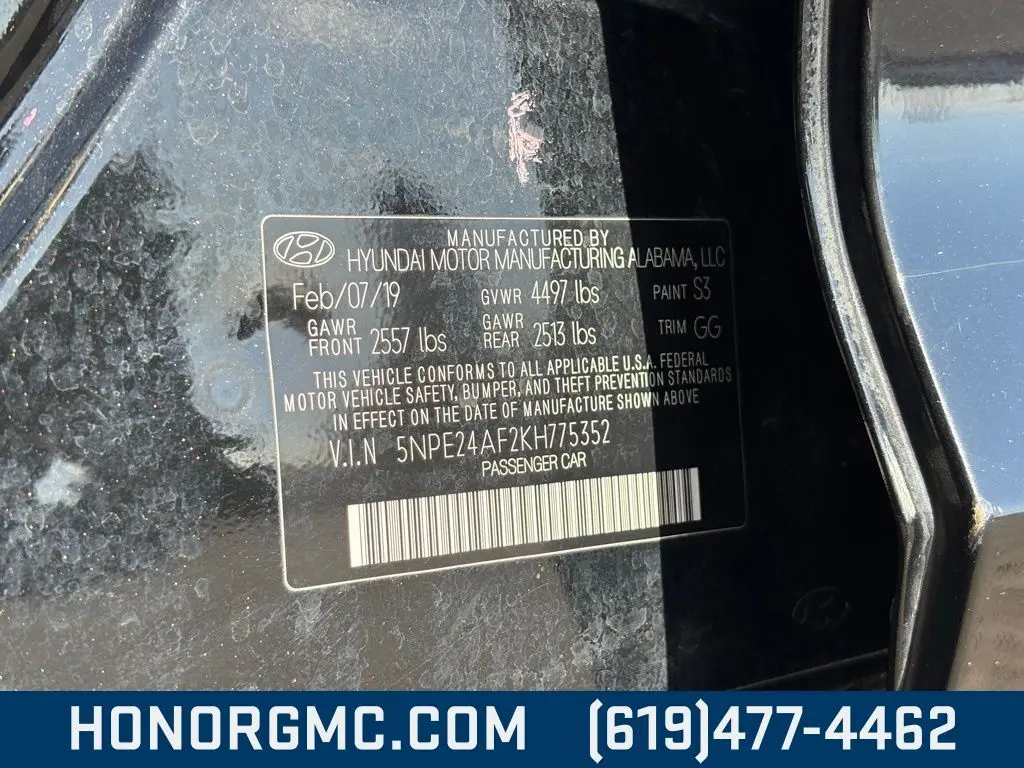 MANUFACTURED BY
HYUNDAI MOTOR MANUFACTURING ALABAMA, LLC
Feb/07/19 GVWR 4497 lbs PAINT S3
GAWR FRONT 2557 lbs GAWR REAR 2513 lbs TRIM GG
THIS VEHICLE CONFORMS TO ALL APPLICABLE U.S.A. FEDERAL
MOTOR VEHICLE SAFETY, BUMPER, AND THEFT PREVENTION STANDARDS
IN EFFECT ON THE DATE OF MANUFACTURE SHOWN ABOVE
V.I.N 5NPE24AF2KH775352
PASSENGER CAR
HONORGMC.COM (619)477-4462